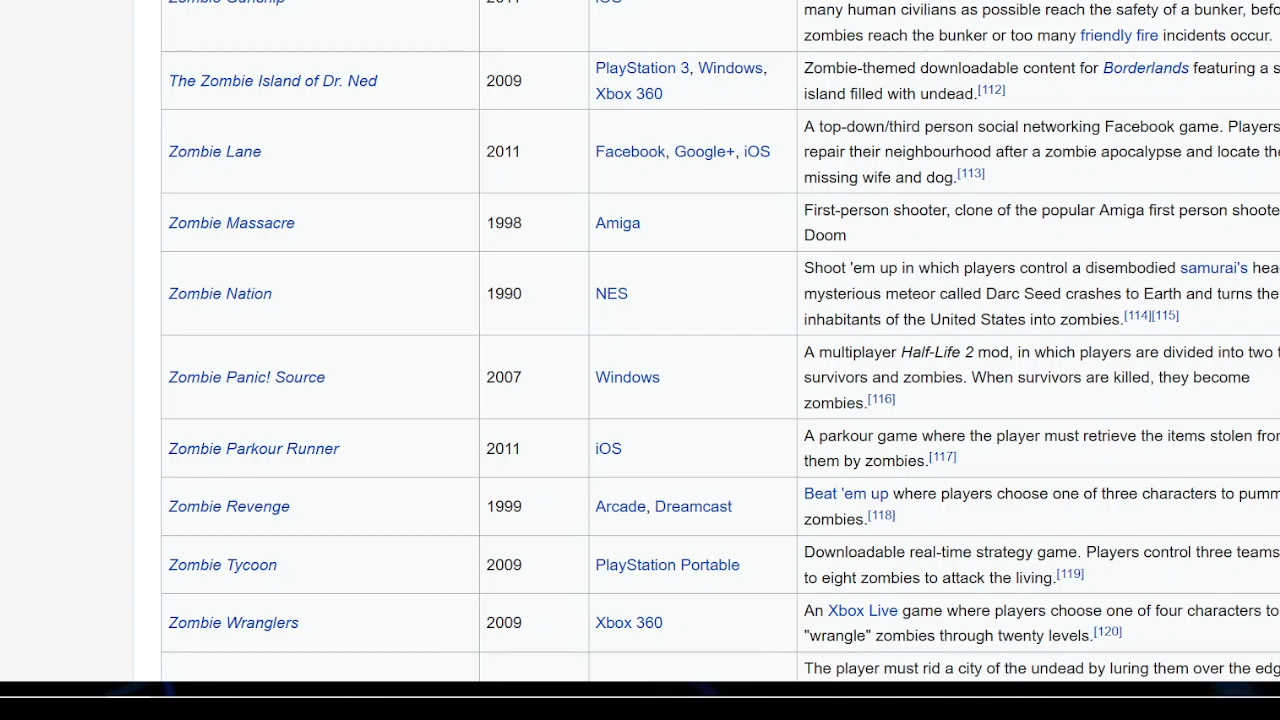 Zombie Gunship 2011 iOS many human civilians as possible reach the safety of a bunker, befo
zombies reach the bunker or too many friendly fire incidents occur.
The Zombie Island of Dr. Ned 2009 PlayStation 3, Windows, Xbox 360
Zombie-themed downloadable content for Borderlands featuring a s
island filled with undead.[112]
Zombie Lane 2011 Facebook, Google+, iOS
A top-down/third person social networking Facebook game. Players
repair their neighbourhood after a zombie apocalypse and locate the
missing wife and dog.[113]
Zombie Massacre 1998 Amiga
First-person shooter, clone of the popular Amiga first person shoote
Doom
Zombie Nation 1990 NES
Shoot 'em up in which players control a disembodied samurai's hea
mysterious meteor called Darc Seed crashes to Earth and turns the
inhabitants of the United States into zombies.[114][115]
Zombie Panic! Source 2007 Windows
A multiplayer Half-Life 2 mod, in which players are divided into two t
survivors and zombies. When survivors are killed, they become
zombies.[116]
Zombie Parkour Runner 2011 iOS
A parkour game where the player must retrieve the items stolen from
them by zombies.[117]
Zombie Revenge 1999 Arcade, Dreamcast
Beat 'em up where players choose one of three characters to pumm
zombies.[118]
Zombie Tycoon 2009 PlayStation Portable
Downloadable real-time strategy game. Players control three teams
to eight zombies to attack the living.[119]
Zombie Wranglers 2009 Xbox 360
An Xbox Live game where players choose one of four characters to
"wrangle" zombies through twenty levels.[120]
The player must rid a city of the undead by luring them over the edg